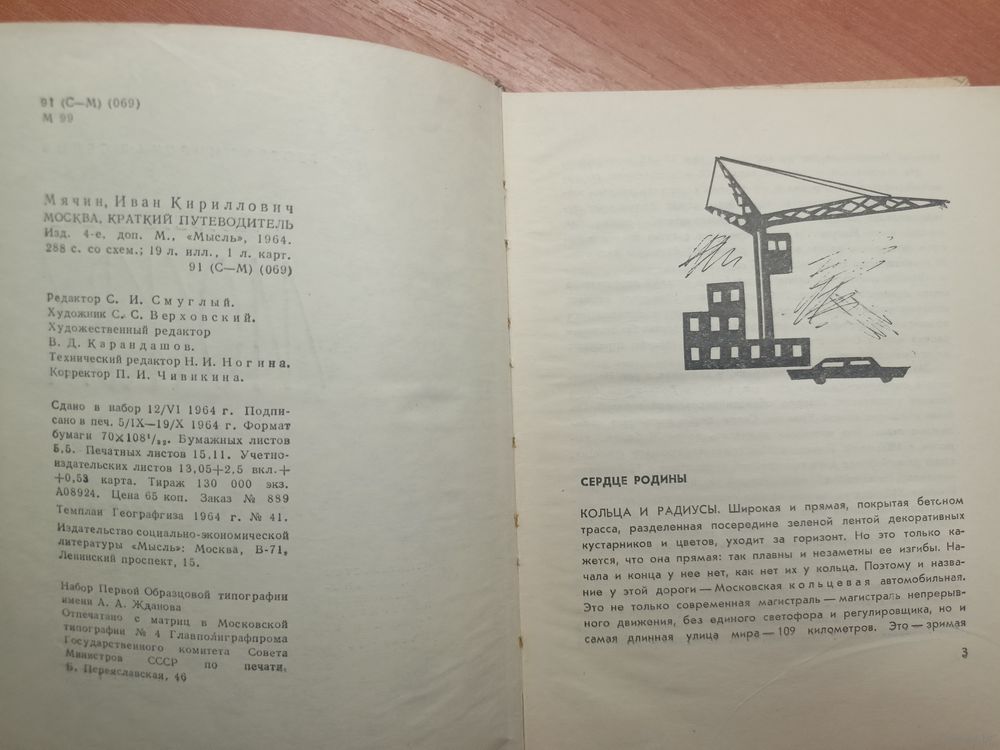 91 (С—М) (069)
М 99
Мячин, Иван Кириллович
МОСКВА. КРАТКИЙ ПУТЕВОДИТЕЛЬ
Изд. 4-е, доп. М., «Мысль», 1964.
288 с. со схем.; 19 л. илл., 1 л. карт.
91 (С—М) (069)
Редактор С. И. Смуглый.
Художник С. С. Верховский.
Художественный редактор
В. Д. Карандашов.
Технический редактор Н. И. Ногина.
Корректор П. И. Чивикина.
Сдано в набор 12/VI 1964 г. Подпи-
сано в печ. 5/IX—19/X 1964 г. Формат
бумаги 70×108¹/₃₂. Бумажных листов
5,5. Печатных листов 15,11. Учетно-
издательских листов 13,05+2,5 вкл.+
+0,53 карта. Тираж 130 000 экз.
А08924. Цена 65 коп. Заказ № 889
Темплан Географгиза 1964 г. № 41.
Издательство социально-экономической
литературы «Мысль»: Москва, В-71,
Ленинский проспект, 15.
Набор Первой Образцовой типографии
имени А. А. Жданова
Отпечатано с матриц в Московской
типографии № 4 Главполиграфпрома
Государственного комитета Совета
Министров СССР по печати.
Б. Переяславская, 46
СЕРДЦЕ РОДИНЫ
КОЛЬЦА И РАДИУСЫ. Широкая и прямая, покрытая бетоном
трасса, разделенная посередине зеленой лентой декоративных
кустарников и цветов, уходит за горизонт. Но это только ка-
жется, что она прямая: так плавны и незаметны ее изгибы. На-
чала и конца у нее нет, как нет их у кольца. Поэтому и назва-
ние у этой дороги — Московская кольцевая автомобильная.
Это не только современная магистраль — магистраль непрерыв-
ного движения, без единого светофора и регулировщика, но и
самая длинная улица мира — 109 километров. Это — зримая
3